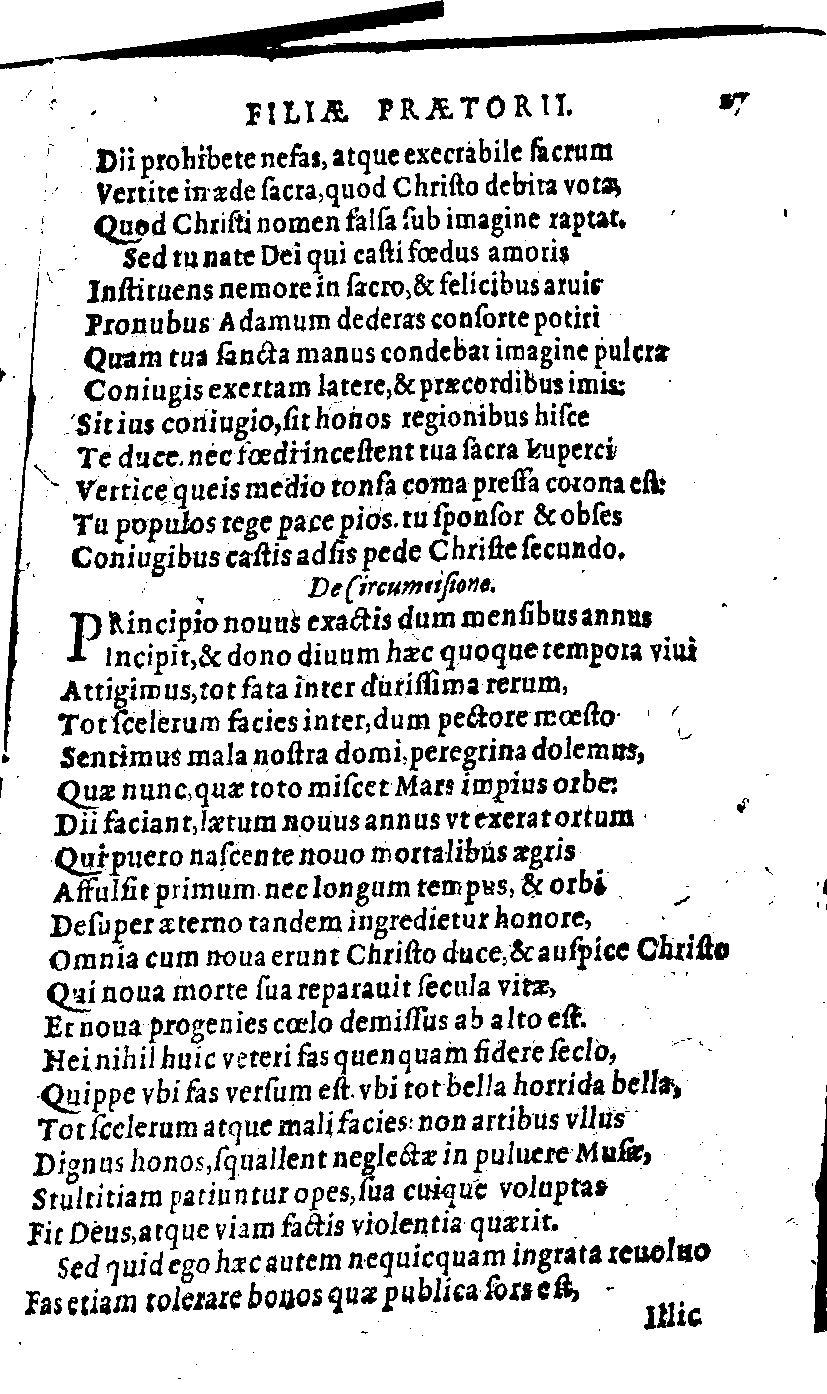 FILIÆ PRÆTORII. 27
Dii prohibete nefas, atque execrabile ſacrum
Vertite in æde ſacra, quod Chriſto debita vota,
Quod Chriſti nomen falſa ſub imagine raptat.
Sed tu nate Dei qui caſti fœdus amoris
Inſtituens nemore in ſacro, & felicibus aruis
Pronubus Adamum dederas conſorte potiri
Quam tua ſancta manus condebat imagine pulcræ
Coniugis exertam latere, & præcordibus imis:
Sit ius coniugio, ſit honos regionibus hiſce
Te duce. nec fœdi inceſtent tua ſacra Luperci
Vertice queis medio tonſa coma preſſa corona eſt:
Tu populos rege pace pios. tu ſponſor & obſes
Coniugibus caſtis adſis pede Chriſte ſecundo.
De Circumciſione.
PRincipio nouus exactis dum menſibus annus
Incipit, & dono diuum hæc quoque tempora viui
Attigimus, tot fata inter duriſſima rerum,
Tot ſcelerum facies inter, dum pectore mœſto
Sentimus mala noſtra domi, peregrina dolemus,
Quæ nunc, quæ toto miſcet Mars impius orbe:
Dii faciant, lætum nouus annus vt exerat ortum
Qui puero naſcente nouo mortalibus ægris
Affulſit primum. nec longum tempus, & orbi
Deſuper æterno tandem ingredietur honore,
Omnia cum noua erunt Chriſto duce, & auſpice Chriſto
Qui noua morte ſua reparauit ſecula vitæ,
Et noua progenies cœlo demiſſus ab alto eſt.
Hei nihil huic veteri fas quenquam fidere ſeclo,
Quippe vbi fas verſum eſt. vbi tot bella horrida bella,
Tot ſcelerum atque mali facies: non artibus vllus
Dignus honos, ſquallent neglectæ in puluere Muſæ,
Stultitiam patiuntur opes, ſua cuique voluptas
Fit Deus, atque viam factis violentia quærit.
Sed quid ego hæc autem nequicquam ingrata reuoluo
Fas etiam tolerare bonos quæ publica ſors eſt,
Illic